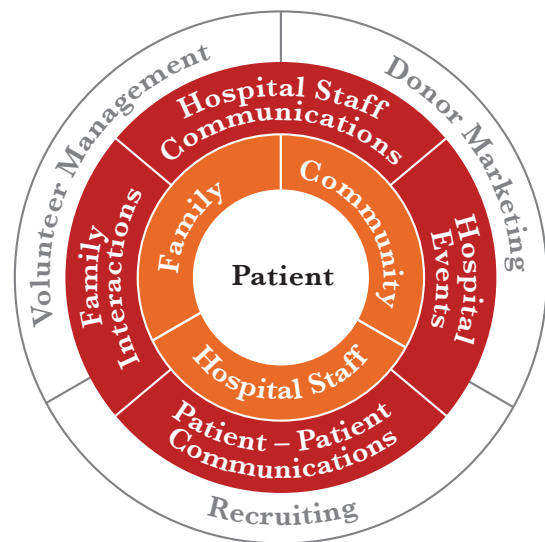 Volunteer Management
Donor Marketing
Hospital Staff
Communications
Family
Interactions
Family
Community
Hospital
Events
Patient
Hospital Staff
Patient – Patient
Communications
Recruiting